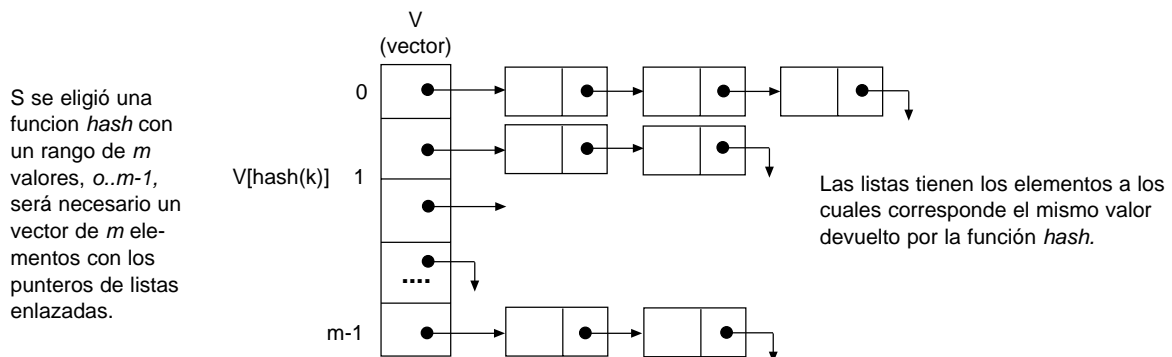 V
(vector)
S se eligió una
funcion hash con
un rango de m
valores, o..m-1,
será necesario un
vector de m ele-
mentos con los
punteros de listas
enlazadas.
0
V[hash(k)] 1
....
m-1
Las listas tienen los elementos a los
cuales corresponde el mismo valor
devuelto por la función hash.